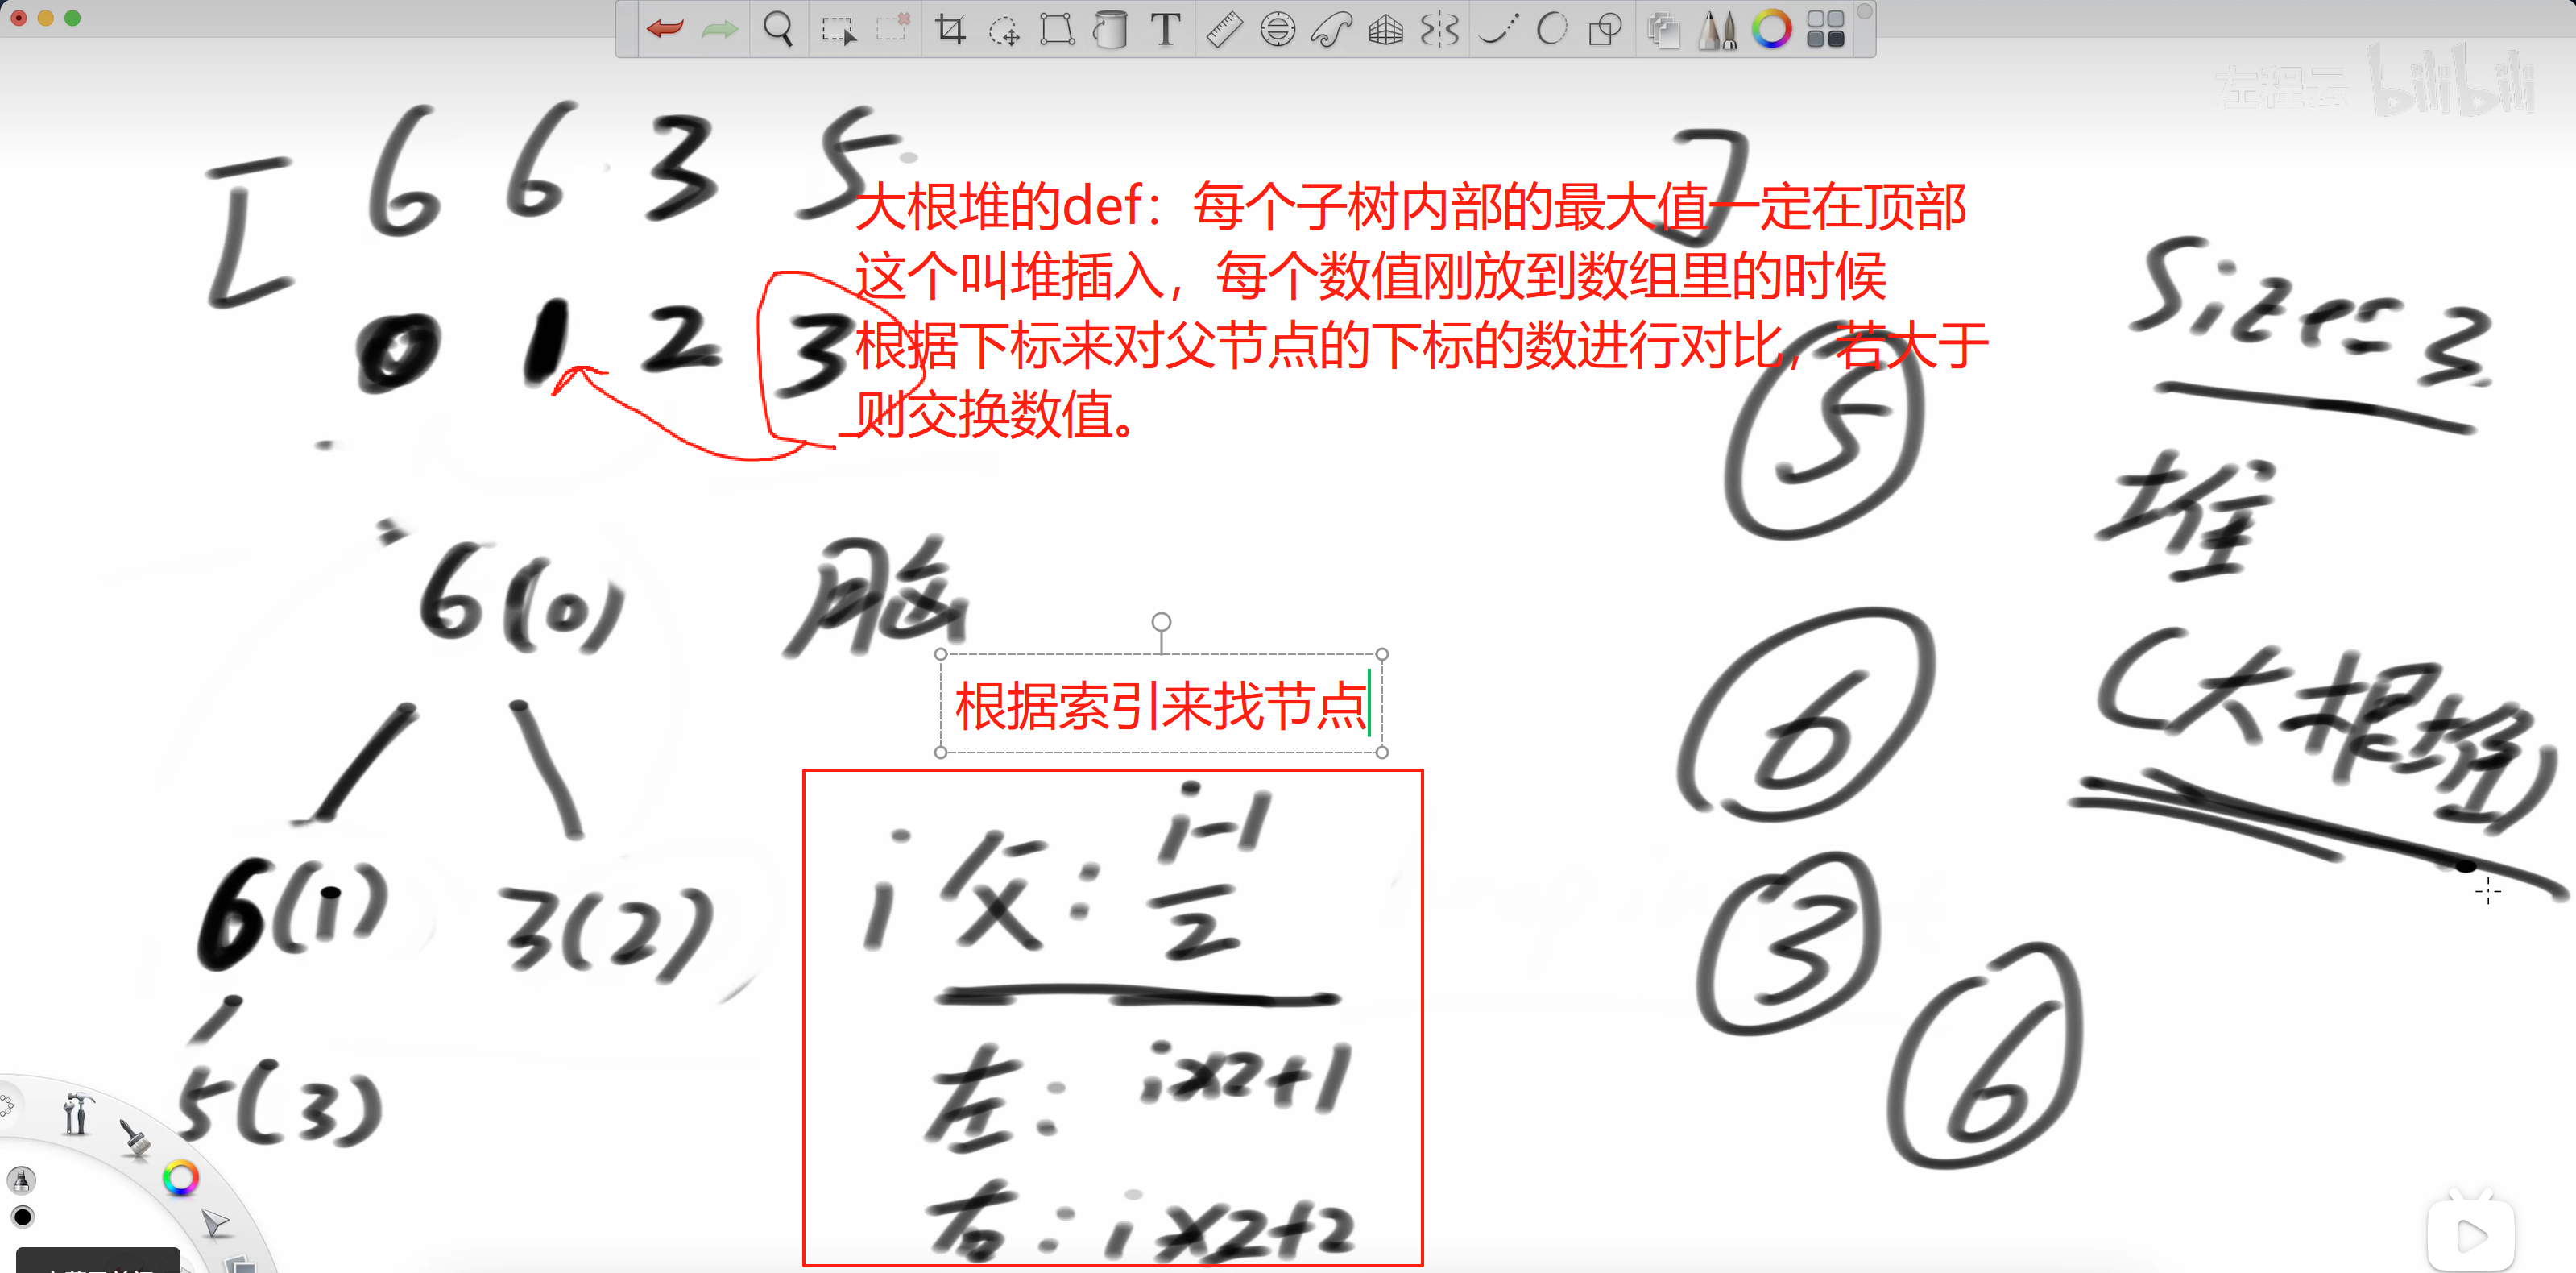 左程云 bilibili
[ 6 6 3 5 ]
大根堆的def：每个子树内部的最大值一定在顶部
这个叫堆插入，每个数值刚放到数组里的时候
根据下标来对父节点的下标的数进行对比，若大于
则交换数值。
0 1 2 3
size=3
5
堆
6(0)
脑
6
(大根堆)
根据索引来找节点
i父: i-1/2
6(1) 3(2)
3
5(3)
左: i×2+1
6
右: i×2+2